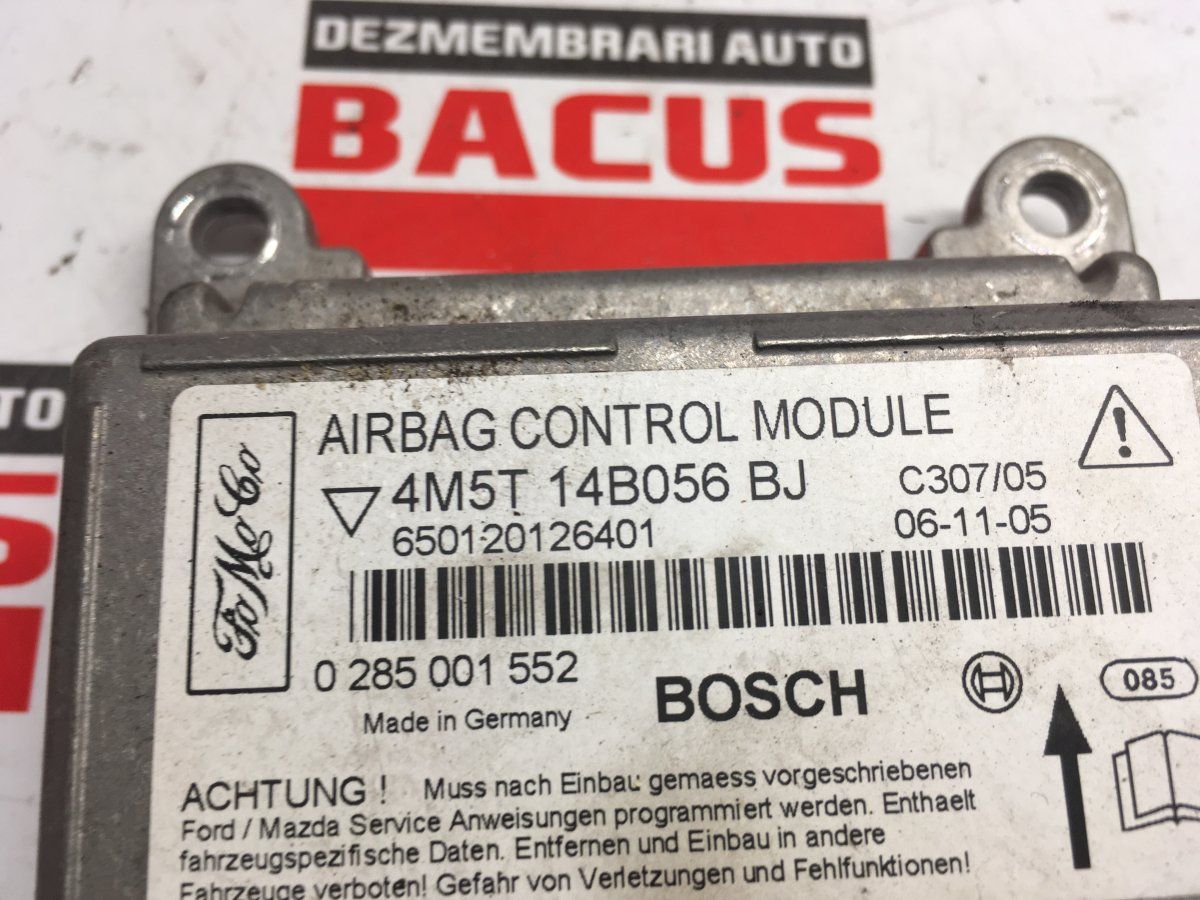 DEZMEMBRARI AUTO
BACUS
TO
S
FoMoCo
AIRBAG CONTROL MODULE
4M5T 14B056 BJ
C307/05
650120126401
06-11-05
0 285 001 552
BOSCH
085
Made in Germany
ACHTUNG ! Muss nach Einbau gemaess vorgeschriebenen
Ford / Mazda Service Anweisungen programmiert werden. Enthaelt
fahrzeugspezifische Daten. Entfernen und Einbau in andere
Fahrzeuge verboten! Gefahr von Verletzungen und Fehlfunktionen!